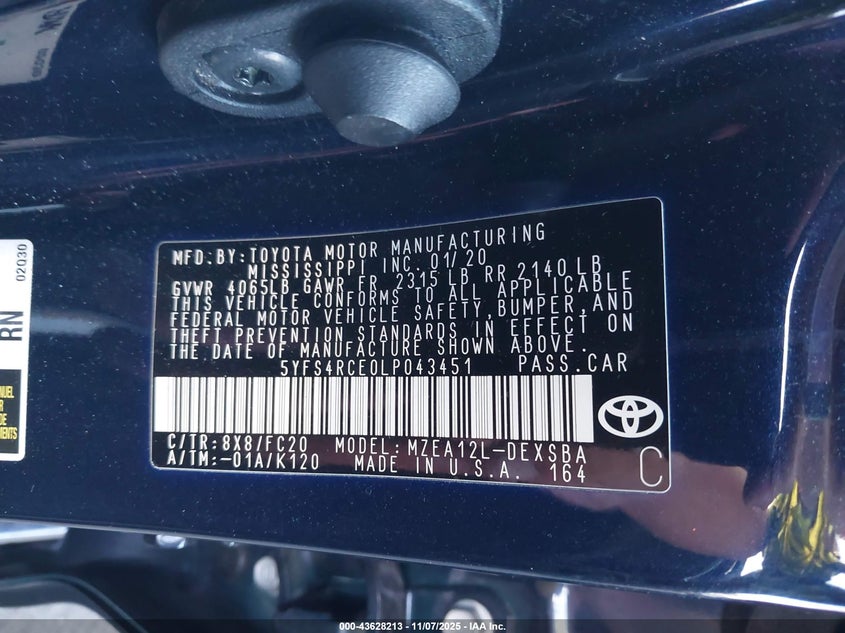 MFD. BY: TOYOTA MOTOR MANUFACTURING
MISSISSIPPI INC. 01/20
GVWR 4065LB GAWR FR 2315 LB RR 2140 LB
THIS VEHICLE CONFORMS TO ALL APPLICABLE
FEDERAL MOTOR VEHICLE SAFETY, BUMPER, AND
THEFT PREVENTION STANDARDS IN EFFECT ON
THE DATE OF MANUFACTURE SHOWN ABOVE.
5YFS4RCE0LP043451 PASS.CAR
C/TR: 8X8/FC20 MODEL: MZEA12L-DEXSBA
A/TM: -01A/K120 MADE IN U.S.A. 164
C
02Q30
RN
000-43628213 - 11/07/2025 - IAA, Inc.